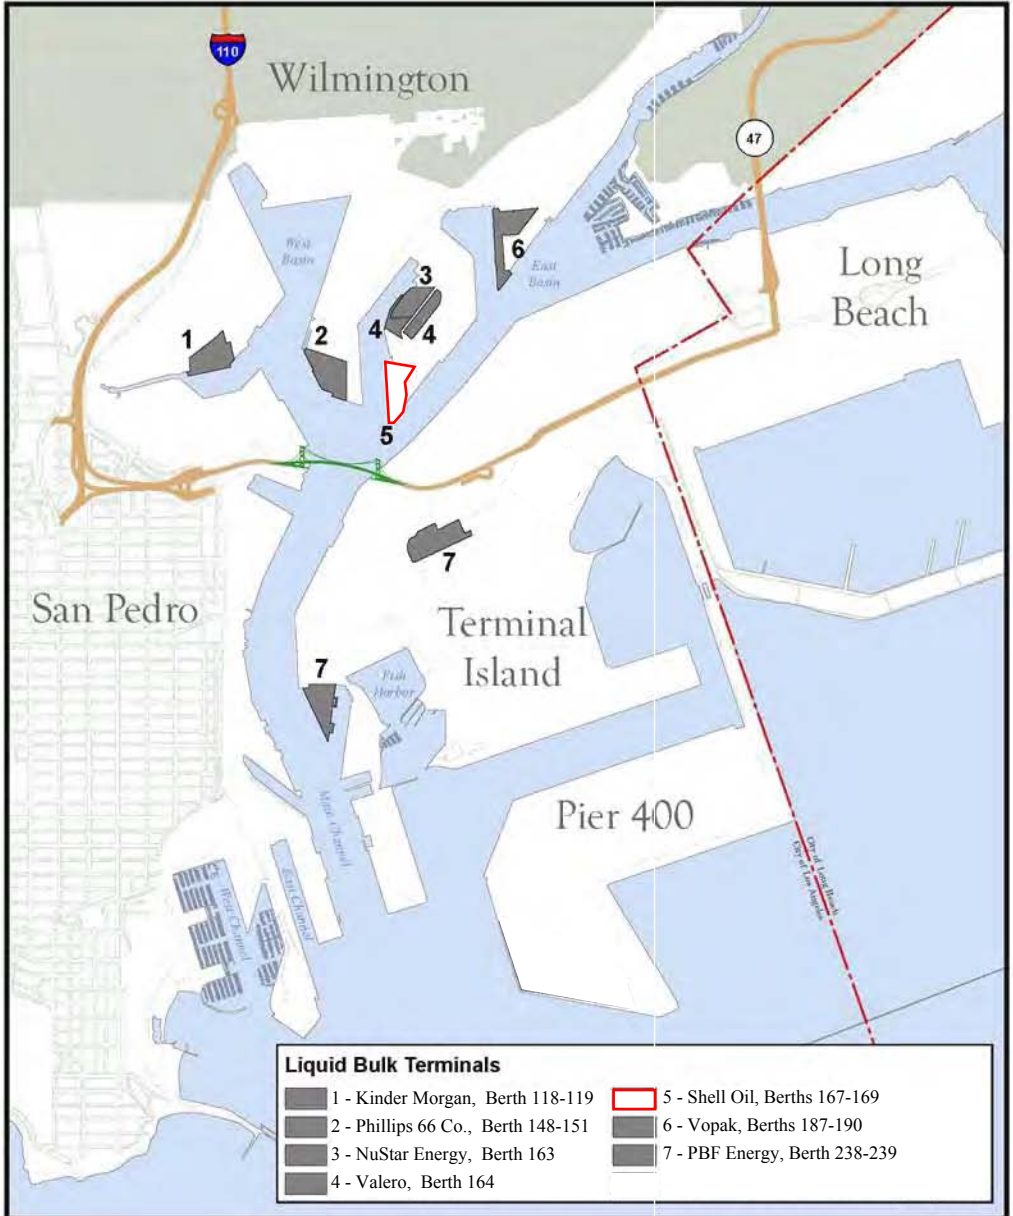 110
Wilmington
47
West
Basin
6
East
Basin
Long
Beach
3
4
4
1
2
5
7
San Pedro
Terminal
Island
7
Fish
Harbor
Pier 400
Main Channel
City of Long Beach
City of Los Angeles
East Channel
West Channel
Liquid Bulk Terminals
1 - Kinder Morgan, Berth 118-119
2 - Phillips 66 Co., Berth 148-151
3 - NuStar Energy, Berth 163
4 - Valero, Berth 164
5 - Shell Oil, Berths 167-169
6 - Vopak, Berths 187-190
7 - PBF Energy, Berth 238-239